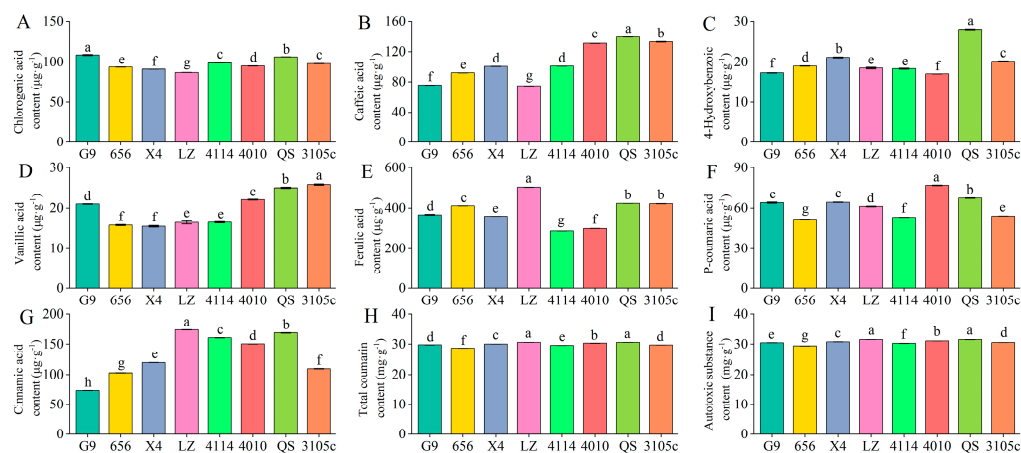 A
Chlorogenic acid
content (µg·g-1)
150
100
50
0
a
e
f
g
c
d
b
c
G9 656 X4 LZ 4114 4010 QS 3105c
B
Caffeic acid
content (µg·g-1)
160
120
80
40
0
f
e
d
g
d
c
a
b
G9 656 X4 LZ 4114 4010 QS 3105c
C
4-Hydroxybenzoic
acid content (µg·g-1)
30
20
10
0
f
d
b
e
e
f
a
c
G9 656 X4 LZ 4114 4010 QS 3105c
D
Vanillic acid
content (µg·g-1)
30
20
10
0
d
f
f
e
e
c
b
a
G9 656 X4 LZ 4114 4010 QS 3105c
E
Ferulic acid
content (µg·g-1)
600
400
200
0
d
c
e
a
g
f
b
b
G9 656 X4 LZ 4114 4010 QS 3105c
F
P-coumaric acid
content (µg·g-1)
90
60
30
0
c
g
c
d
f
a
b
e
G9 656 X4 LZ 4114 4010 QS 3105c
G
Cnnamic acid
content (µg·g-1)
200
150
100
50
0
h
g
e
a
c
d
b
f
G9 656 X4 LZ 4114 4010 QS 3105c
H
Total coumarin
content (mg·g-1)
40
30
20
10
0
d
f
c
a
e
b
a
d
G9 656 X4 LZ 4114 4010 QS 3105c
I
Autotoxic substance
content (mg·g-1)
40
30
20
10
0
e
g
c
a
f
b
a
d
G9 656 X4 LZ 4114 4010 QS 3105c